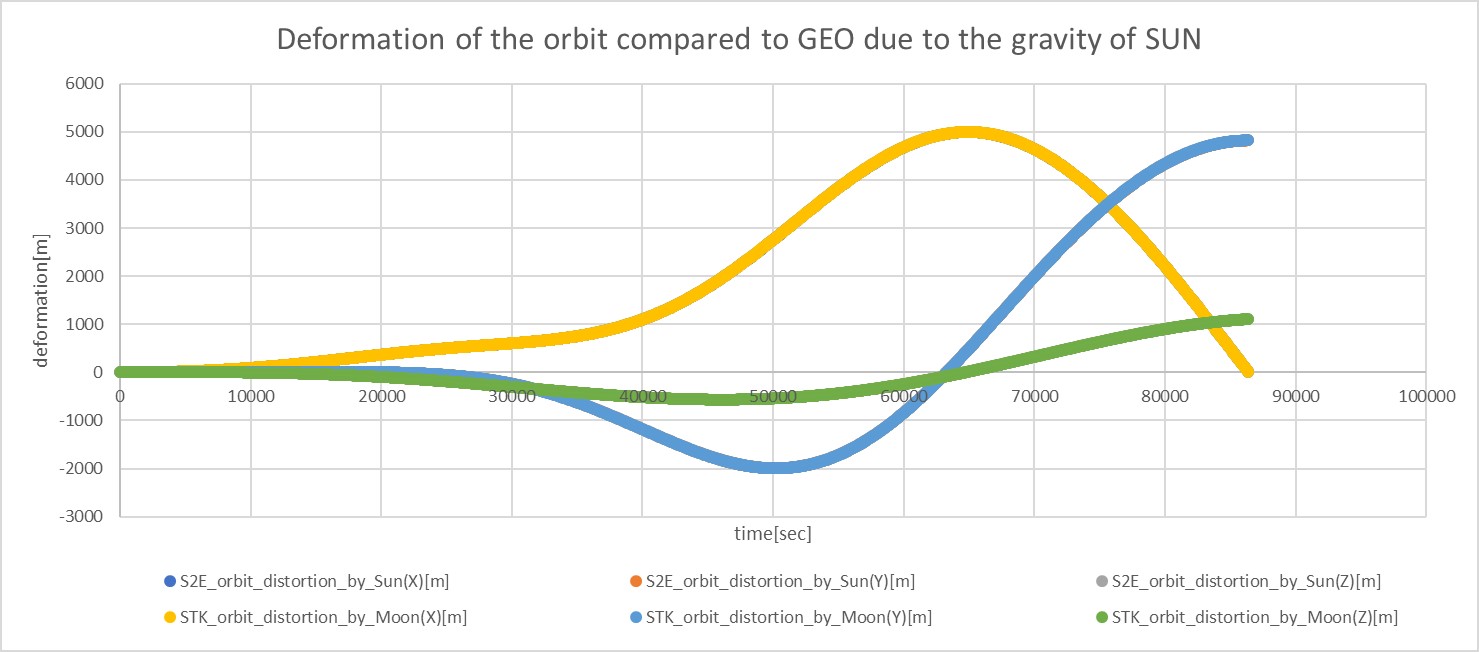 Deformation of the orbit compared to GEO due to the gravity of SUN
6000
5000
4000
3000
2000
1000
0
-1000
-2000
-3000
deformation[m]
0 10000 20000 30000 40000 50000 60000 70000 80000 90000 100000
time[sec]
S2E_orbit_distortion_by_Sun(X)[m] S2E_orbit_distortion_by_Sun(Y)[m] S2E_orbit_distortion_by_Sun(Z)[m]
STK_orbit_distortion_by_Moon(X)[m] STK_orbit_distortion_by_Moon(Y)[m] STK_orbit_distortion_by_Moon(Z)[m]